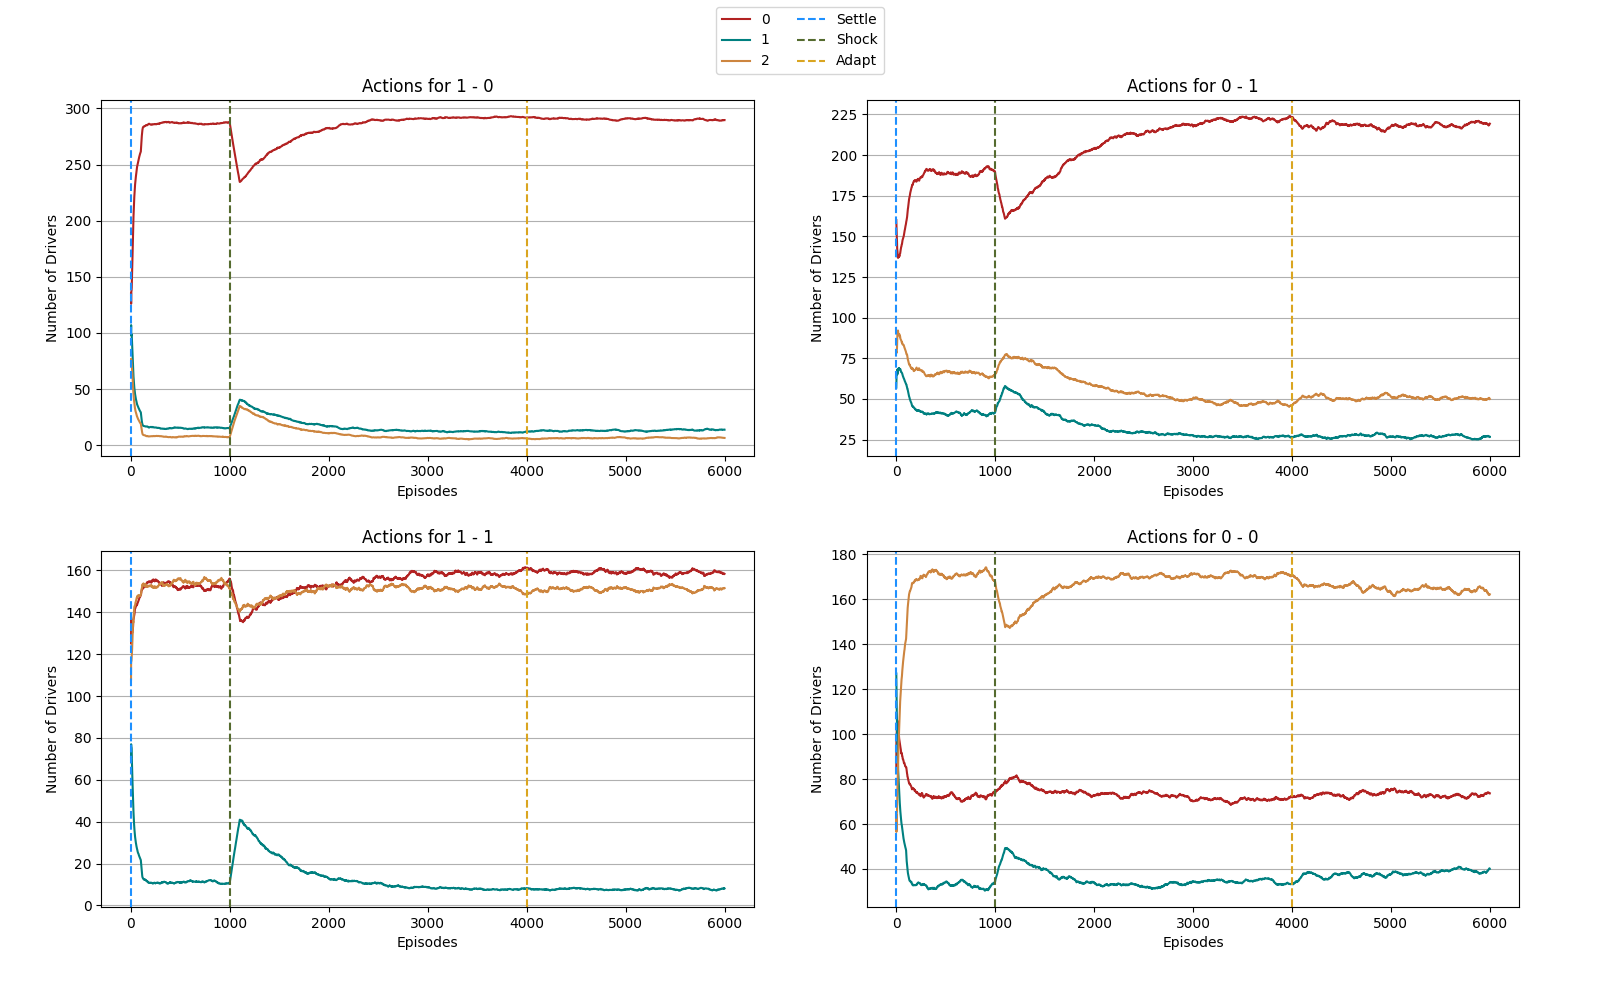 0 Settle
1 Shock
2 Adapt
Actions for 1 - 0
300
250
200
150
100
50
0
Number of Drivers
0 1000 2000 3000 4000 5000 6000
Episodes
Actions for 0 - 1
225
200
175
150
125
100
75
50
25
Number of Drivers
0 1000 2000 3000 4000 5000 6000
Episodes
Actions for 1 - 1
160
140
120
100
80
60
40
20
0
Number of Drivers
0 1000 2000 3000 4000 5000 6000
Episodes
Actions for 0 - 0
180
160
140
120
100
80
60
40
Number of Drivers
0 1000 2000 3000 4000 5000 6000
Episodes